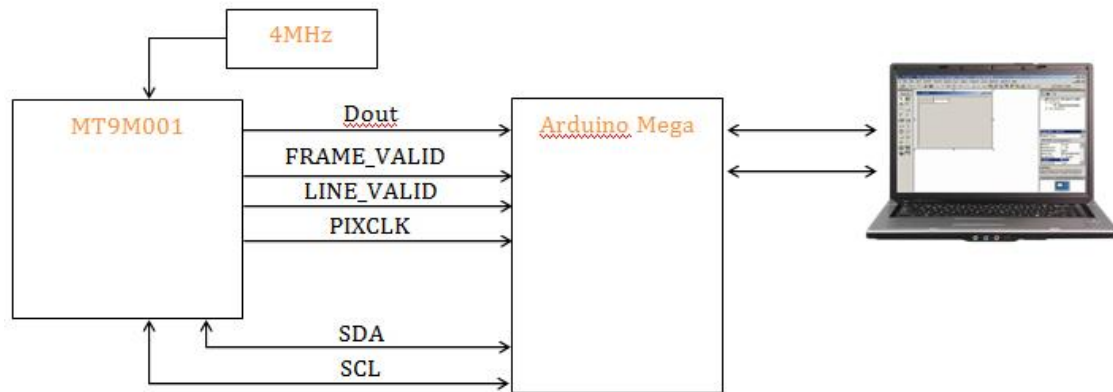 4MHz
MT9M001
Dout
Arduino Mega
FRAME_VALID
LINE_VALID
PIXCLK
SDA
SCL